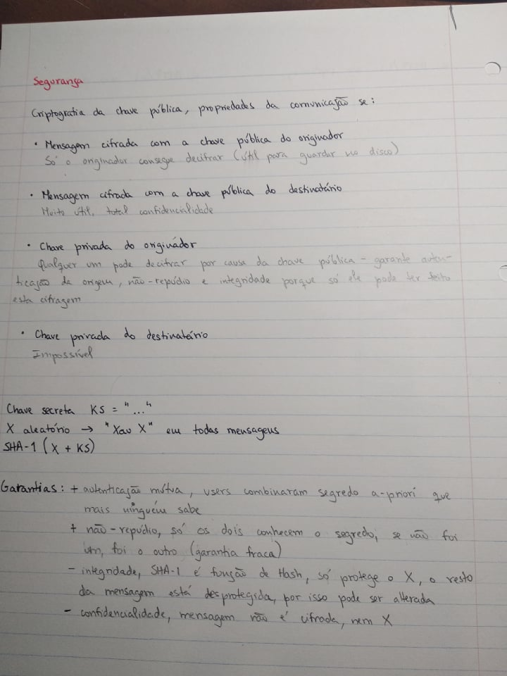 Segurança
Criptografia da chave pública, propriedades da comunicação se:
• Mensagem cifrada com a chave pública do originador
Só o originador consegue decifrar (útil para guardar no disco)
• Mensagem cifrada com a chave pública do destinatário
Muito útil, total confidencialidade
• Chave privada do originador
Qualquer um pode decifrar por causa da chave pública - garante auten-
ticação de origem, não-repúdio e integridade porque só ele pode ter feito
esta cifragem
• Chave privada do destinatário
Impossível
Chave secreta KS = "..."
X aleatório → "Xau X" em todas mensagens
SHA-1 (X + KS)
Garantias: + autenticação mútua, users combinaram segredo a-priori que
mais ninguém sabe
+ não-repúdio, só os dois conhecem o segredo, se não foi
um, foi o outro (garantia fraca)
- integridade, SHA-1 é função de Hash, só protege o X, o resto
da mensagem está desprotegida, por isso pode ser alterada
- confidencialidade, mensagem não é cifrada, nem X